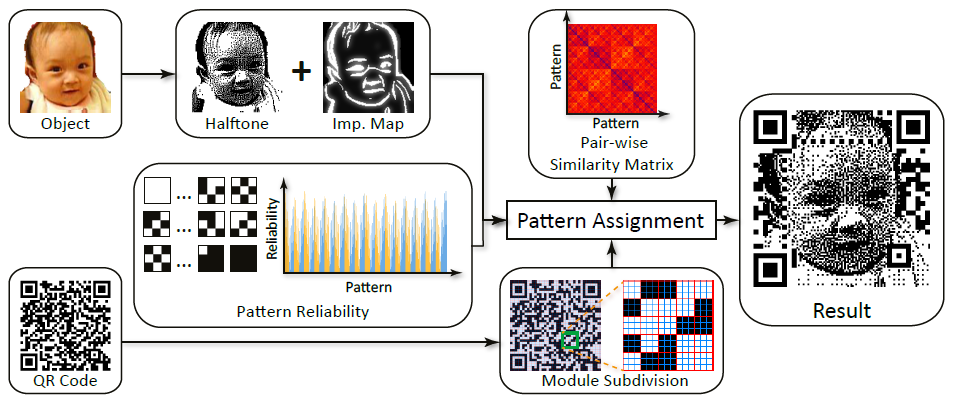 Object
Halftone
+
Imp. Map
Pattern
Pattern
Pair-wise
Similarity Matrix
...
...
...
Reliability
Pattern
Pattern Reliability
Pattern Assignment
Result
QR Code
Module Subdivision